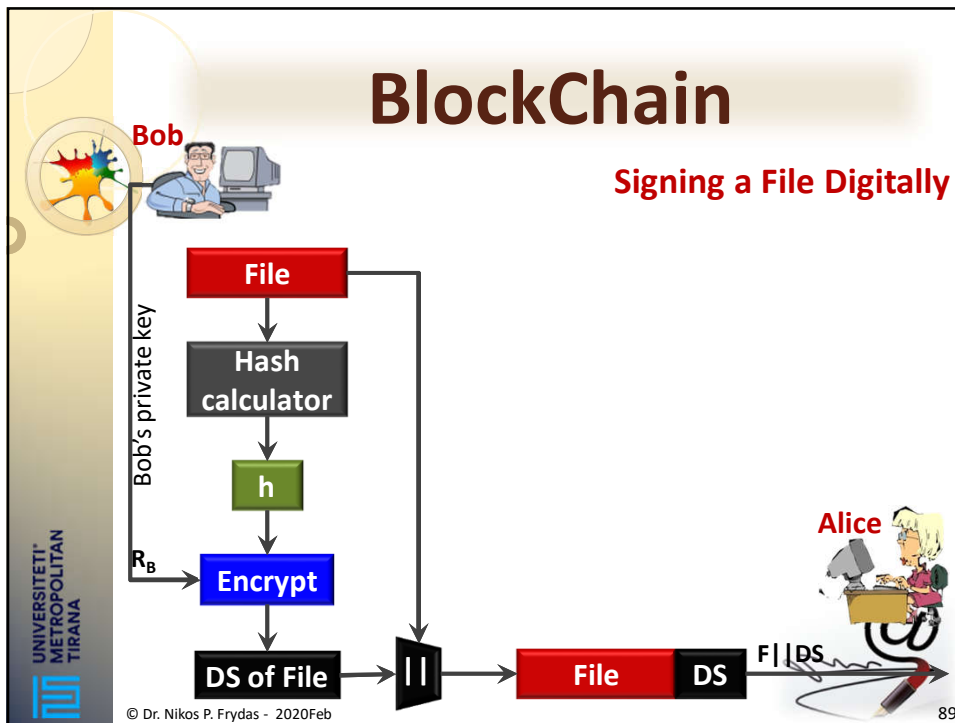 BlockChain
Bob
Signing a File Digitally
File
Bob's private key
Hash
calculator
h
Alice
R_B
Encrypt
DS of File
||
File
DS
F||DS
UNIVERSITETI
METROPOLITAN
TIRANA
© Dr. Nikos P. Frydas - 2020Feb
89